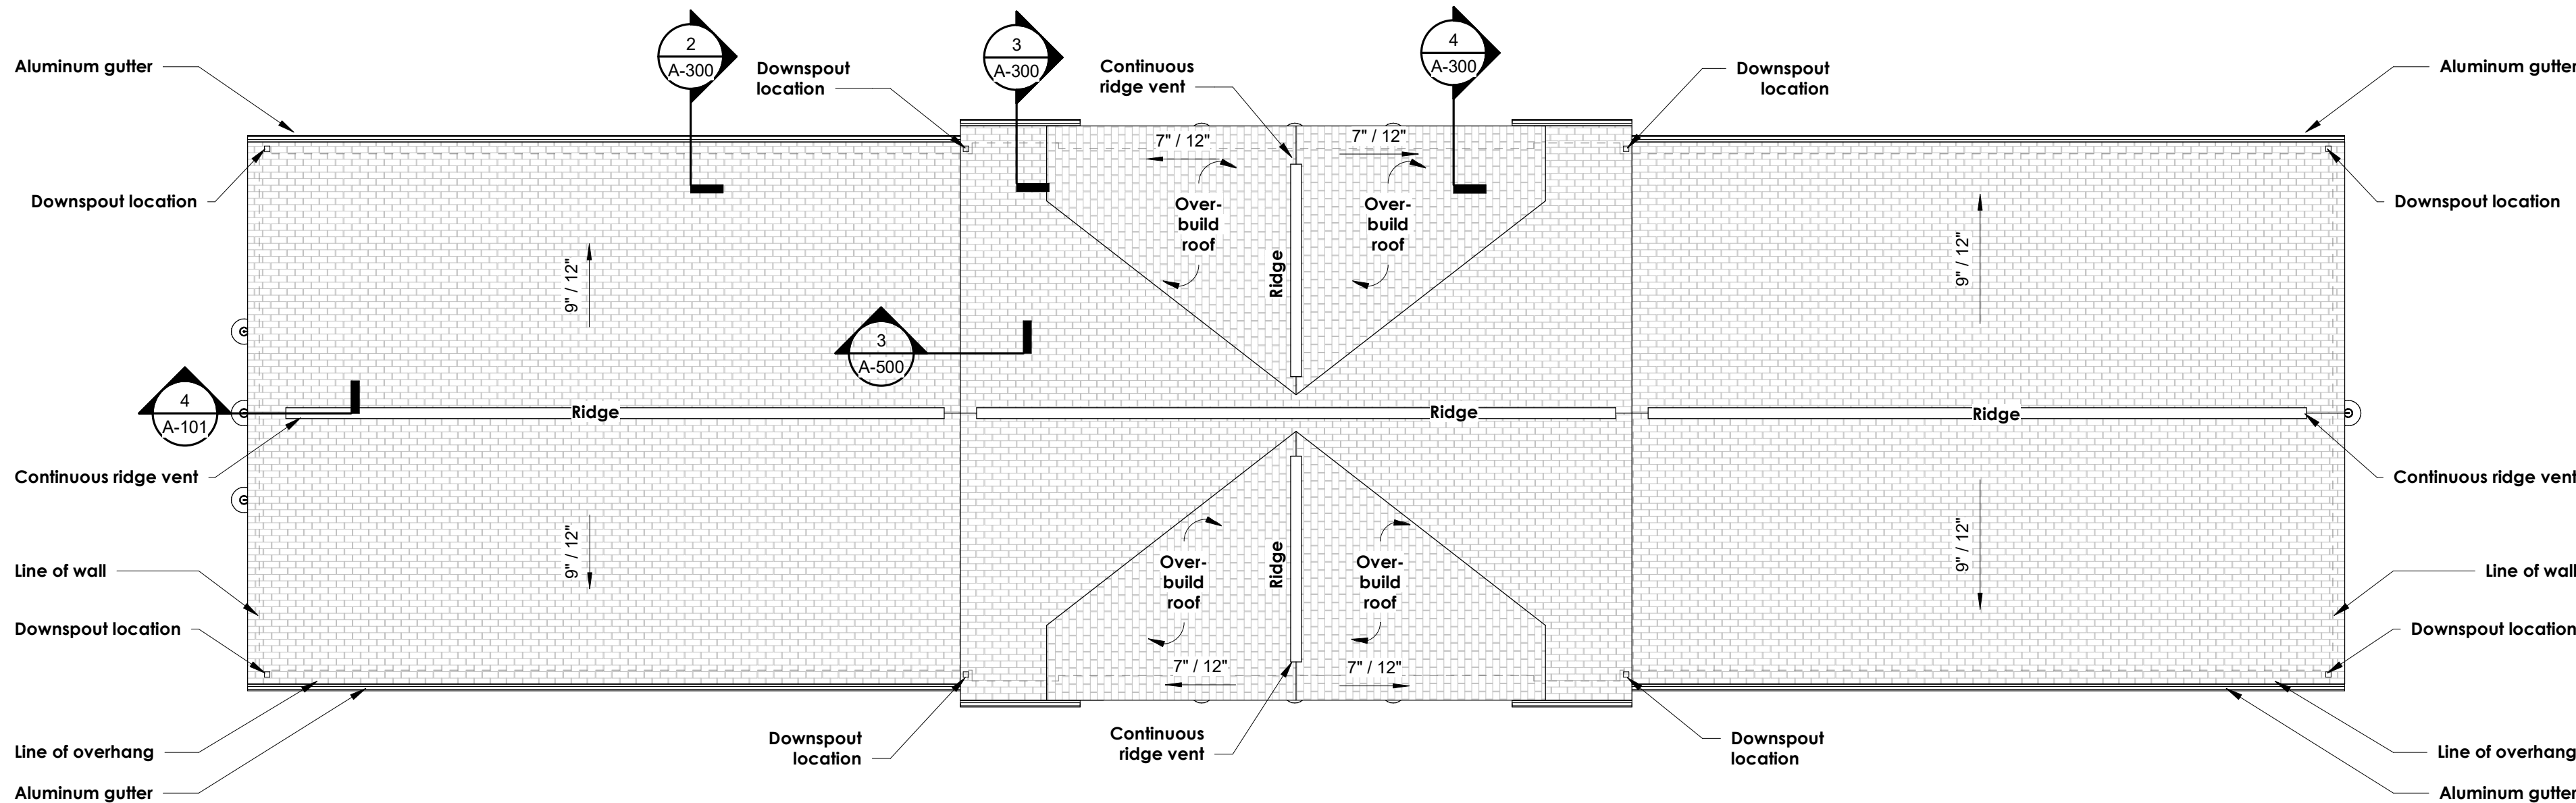 2
A-300
3
A-300
4
A-300
Aluminum gutter
Downspout
location
Continuous
ridge vent
Downspout
location
Aluminum gutter
7" / 12"
7" / 12"
Downspout location
Over-
build
roof
Over-
build
roof
Downspout location
9" / 12"
Ridge
9" / 12"
3
A-500
4
A-101
Ridge
Ridge
Ridge
Continuous ridge vent
Continuous ridge vent
9" / 12"
Ridge
9" / 12"
Line of wall
Over-
build
roof
Over-
build
roof
Line of wall
Downspout location
Downspout location
7" / 12"
7" / 12"
Line of overhang
Downspout
location
Continuous
ridge vent
Downspout
location
Line of overhang
Aluminum gutter
Aluminum gutter